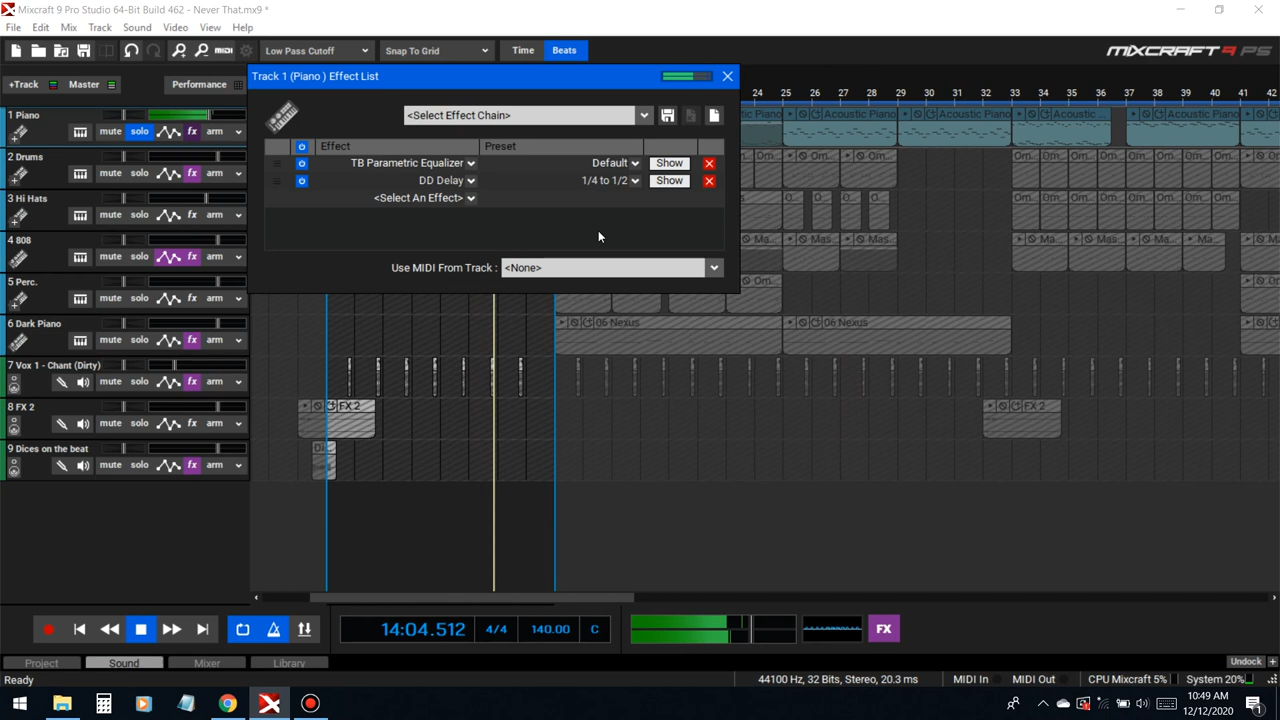 Mixcraft 9 Pro Studio 64-Bit Build 462 - Never That.mx9 *
File Edit Mix Track Sound Video View Help
MIDI Low Pass Cutoff Snap To Grid Time Beats MIXCRAFT 9 PS
+Track Master Performance
Track 1 (Piano ) Effect List
<Select Effect Chain>
Effect Preset
TB Parametric Equalizer Default Show
DD Delay 1/4 to 1/2 Show
<Select An Effect>
Use MIDI From Track : <None>
24 25 26 27 28 29 30 31 32 33 34 35 36 37 38 39 40 41 42
1 Piano
mute solo fx arm
Acoustic Piano Acoustic Piano Acoustic ... Acoustic Piano
2 Drums
mute solo fx arm
3 Hi Hats
mute solo fx arm
4 808
mute solo fx arm
5 Perc.
mute solo fx arm
6 Dark Piano
mute solo fx arm
06 Nexus 06 Nexus
7 Vox 1 - Chant (Dirty)
mute solo fx arm
8 FX 2
mute solo fx arm
FX 2 FX 2
9 Dices on the beat
mute solo fx arm
14:04.512 4/4 140.00 C FX
Project Sound Mixer Library Undock
Ready 44100 Hz, 32 Bits, Stereo, 20.3 ms MIDI In MIDI Out CPU Mixcraft 5% System 20%
10:49 AM
12/12/2020